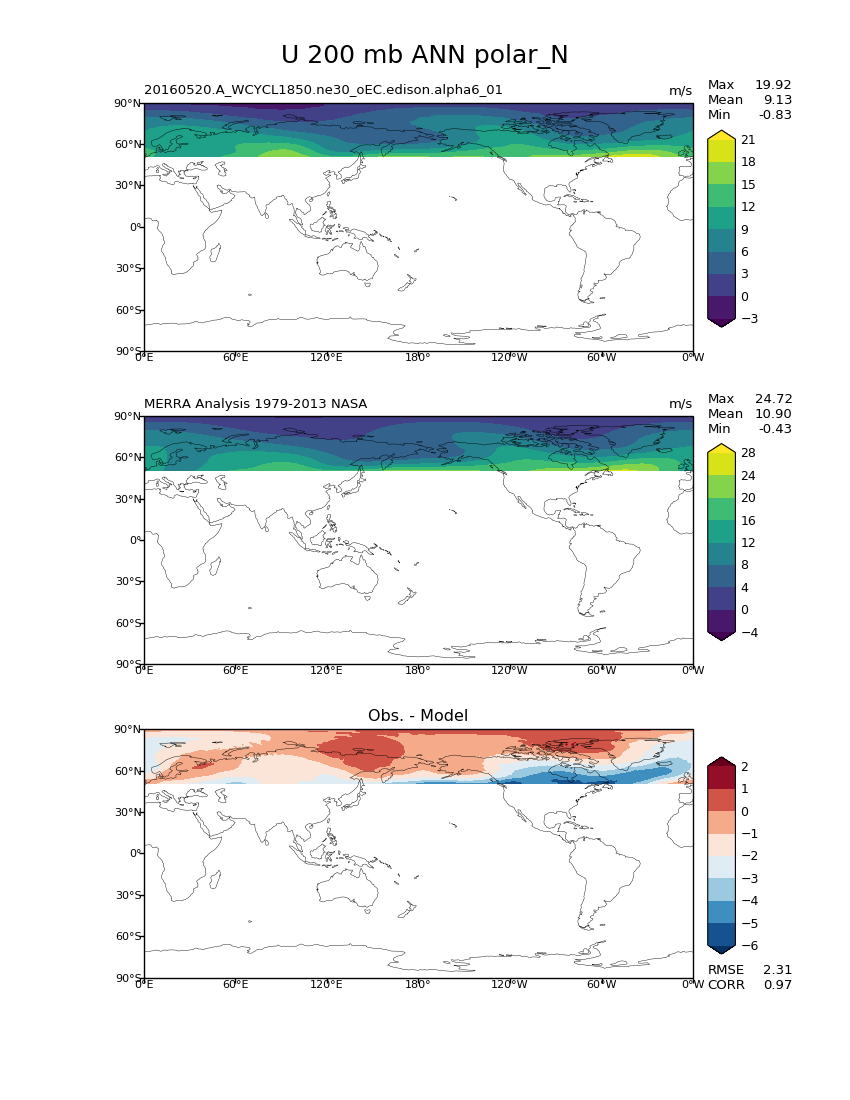 U 200 mb ANN polar_N
20160520.A_WCYCL1850.ne30_oEC.edison.alpha6_01
m/s
Max 19.92
Mean 9.13
Min -0.83
90°N
60°N
30°N
0°
30°S
60°S
90°S
0°E 60°E 120°E 180° 120°W 60°W 0°W
21
18
15
12
9
6
3
0
−3
MERRA Analysis 1979-2013 NASA
m/s
Max 24.72
Mean 10.90
Min -0.43
90°N
60°N
30°N
0°
30°S
60°S
90°S
0°E 60°E 120°E 180° 120°W 60°W 0°W
28
24
20
16
12
8
4
0
−4
Obs. - Model
90°N
60°N
30°N
0°
30°S
60°S
90°S
0°E 60°E 120°E 180° 120°W 60°W 0°W
2
1
0
−1
−2
−3
−4
−5
−6
RMSE 2.31
CORR 0.97